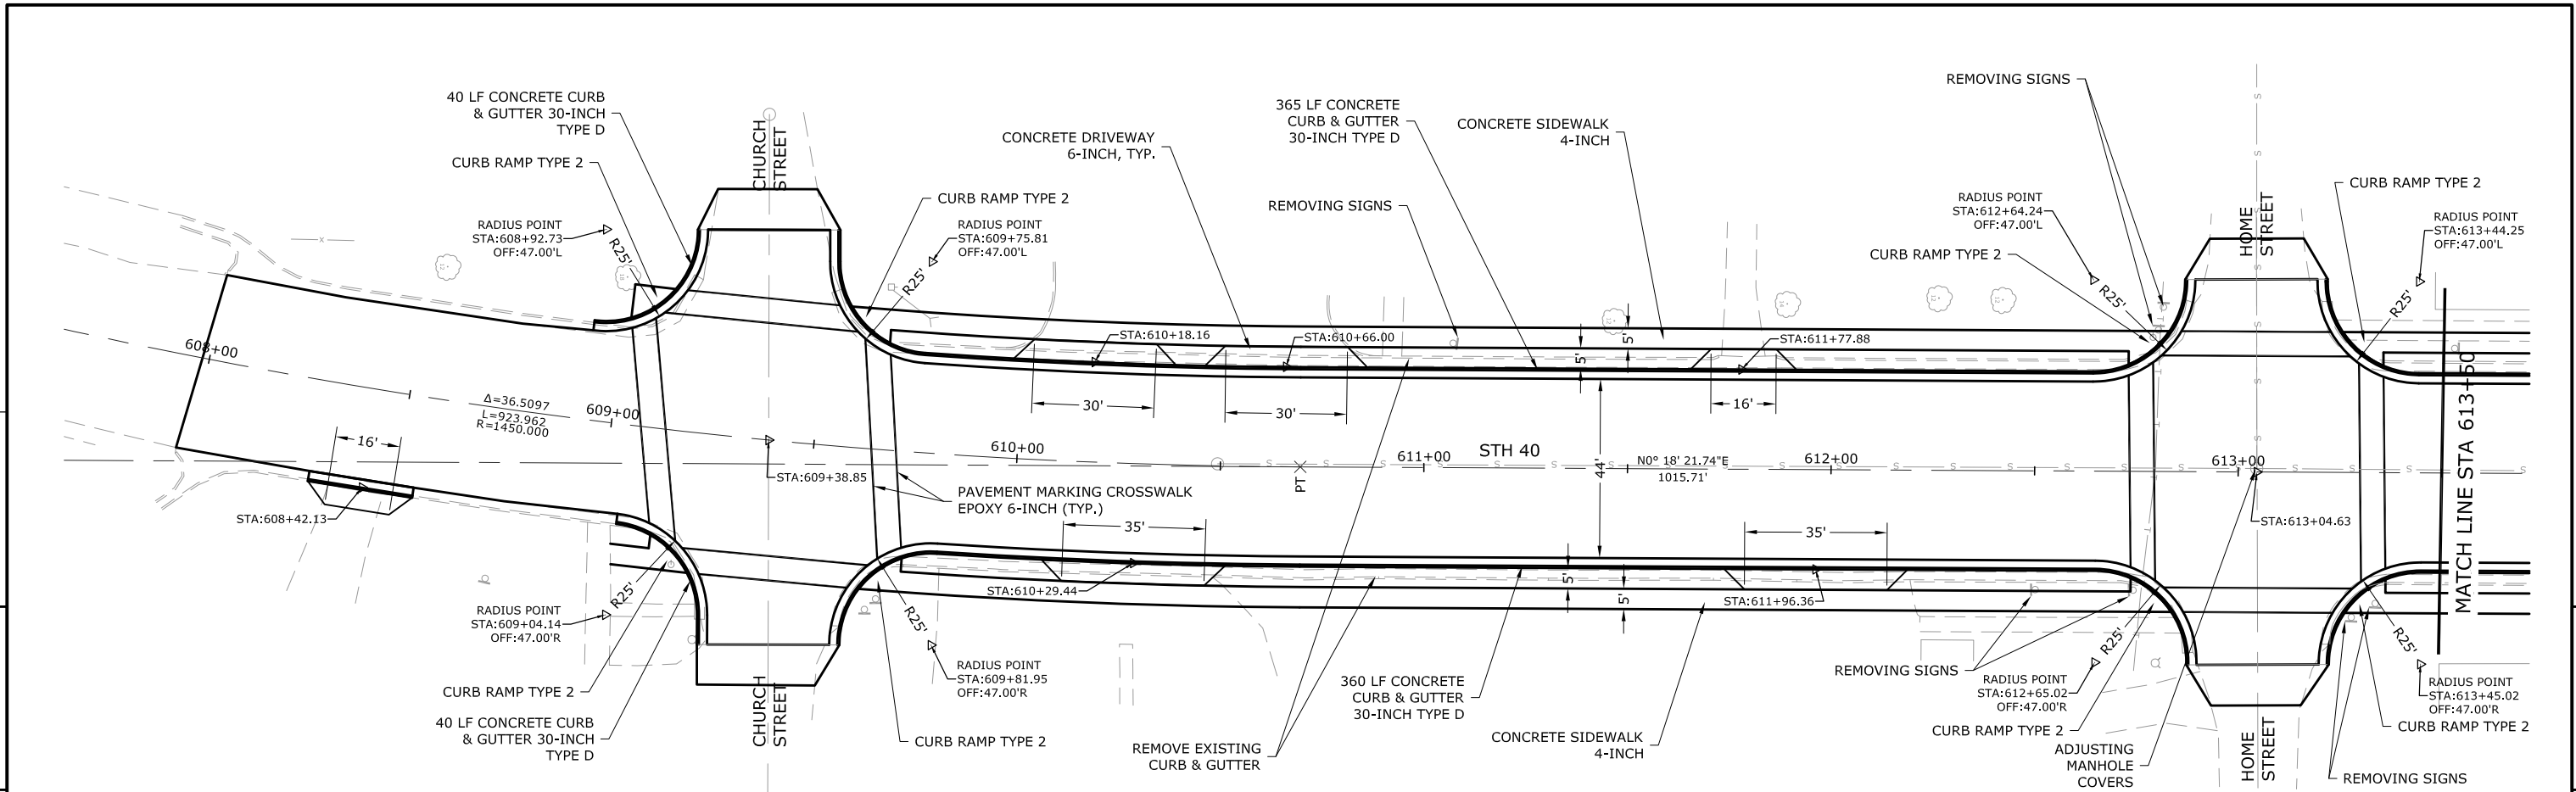 40 LF CONCRETE CURB
& GUTTER 30-INCH
TYPE D
CURB RAMP TYPE 2
RADIUS POINT
STA:608+92.73
OFF:47.00'L
R25'
CHURCH
STREET
CURB RAMP TYPE 2
RADIUS POINT
STA:609+75.81
OFF:47.00'L
R25'
CONCRETE DRIVEWAY
6-INCH, TYP.
REMOVING SIGNS
365 LF CONCRETE
CURB & GUTTER
30-INCH TYPE D
CONCRETE SIDEWALK
4-INCH
REMOVING SIGNS
RADIUS POINT
STA:612+64.24
OFF:47.00'L
R25'
CURB RAMP TYPE 2
HOME
STREET
CURB RAMP TYPE 2
RADIUS POINT
STA:613+44.25
OFF:47.00'L
R25'
STA:610+18.16
STA:610+66.00
STA:611+77.88
5'
5'
30'
30'
16'
608+00
Δ=36.5097
L=923.962
R=1450.000
609+00
16'
STA:608+42.13
STA:609+38.85
610+00
PT
611+00
STH 40
44'
N0° 18' 21.74"E
1015.71'
612+00
613+00
STA:613+04.63
MATCH LINE STA 613+50
PAVEMENT MARKING CROSSWALK
EPOXY 6-INCH (TYP.)
35'
35'
STA:610+29.44
STA:611+96.36
5'
5'
RADIUS POINT
STA:609+04.14
OFF:47.00'R
R25'
CURB RAMP TYPE 2
40 LF CONCRETE CURB
& GUTTER 30-INCH
TYPE D
CHURCH
STREET
R25'
RADIUS POINT
STA:609+81.95
OFF:47.00'R
CURB RAMP TYPE 2
REMOVE EXISTING
CURB & GUTTER
360 LF CONCRETE
CURB & GUTTER
30-INCH TYPE D
CONCRETE SIDEWALK
4-INCH
REMOVING SIGNS
R25'
RADIUS POINT
STA:612+65.02
OFF:47.00'R
CURB RAMP TYPE 2
ADJUSTING
MANHOLE
COVERS
HOME
STREET
R25'
RADIUS POINT
STA:613+45.02
OFF:47.00'R
CURB RAMP TYPE 2
REMOVING SIGNS